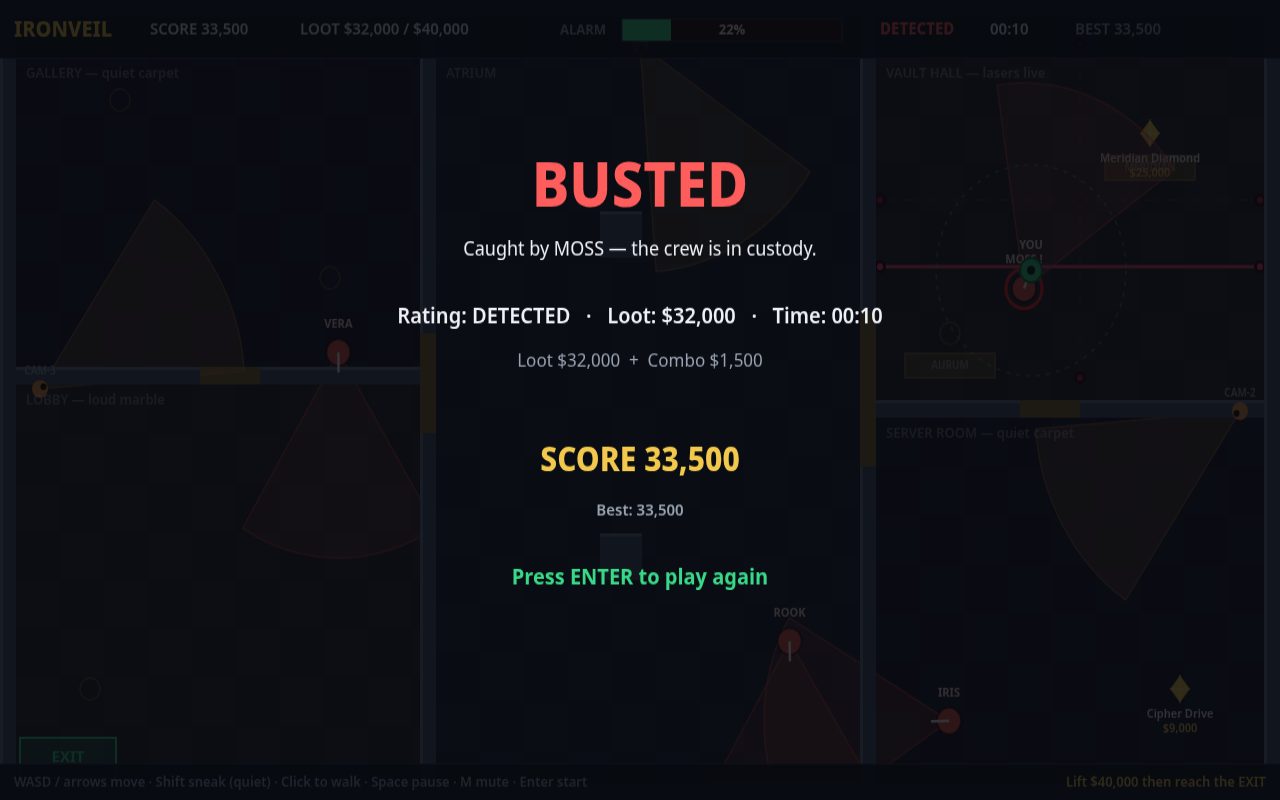 IRONVEIL SCORE 33,500 LOOT $32,000 / $40,000 ALARM 22% DETECTED 00:10 BEST 33,500
GALLERY — quiet carpet
ATRIUM
VAULT HALL — lasers live
Meridian Diamond
$25,000
BUSTED
Caught by MOSS — the crew is in custody.
YOU
MOSS !
Rating: DETECTED · Loot: $32,000 · Time: 00:10
VERA
Loot $32,000 + Combo $1,500
AURUM
CAM-3
CAM-2
LOBBY — loud marble
SERVER ROOM — quiet carpet
SCORE 33,500
Best: 33,500
Press ENTER to play again
ROOK
IRIS
Cipher Drive
$9,000
EXIT
WASD / arrows move · Shift sneak (quiet) · Click to walk · Space pause · M mute · Enter start
Lift $40,000 then reach the EXIT